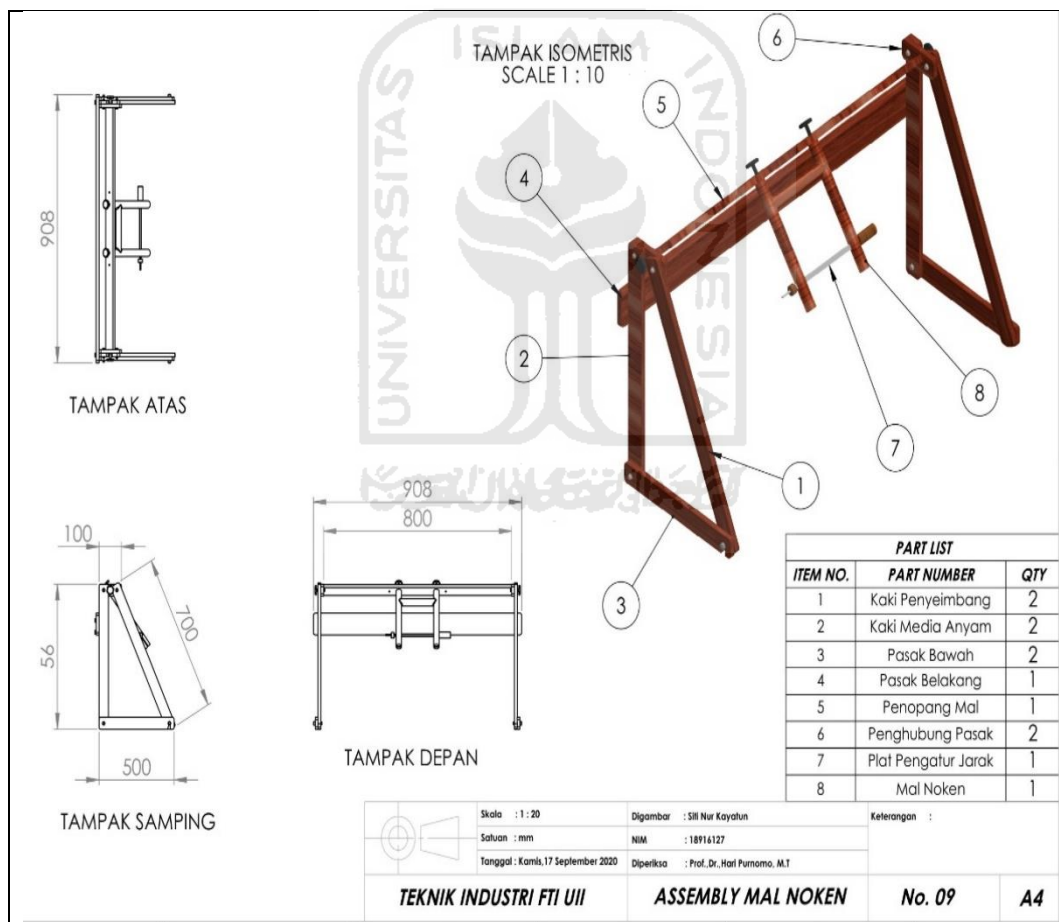 TAMPAK ISOMETRIS
SCALE 1 : 10
6
5
4
2
7
8
1
3
908
TAMPAK ATAS
100
700
56
500
TAMPAK SAMPING
908
800
TAMPAK DEPAN
UNIVERSITAS
ISLAM
INDONESIA
PART LIST
ITEM NO. PART NUMBER QTY
1 Kaki Penyeimbang 2
2 Kaki Media Anyam 2
3 Pasak Bawah 2
4 Pasak Belakang 1
5 Penopang Mal 1
6 Penghubung Pasak 2
7 Plat Pengatur Jarak 1
8 Mal Noken 1
Skala : 1 : 20
Satuan : mm
Tanggal : Kamis,17 September 2020
Digambar : Siti Nur Kayatun
NIM : 18916127
Diperiksa : Prof.,Dr.,Hari Purnomo, M.T
Keterangan :
TEKNIK INDUSTRI FTI UII ASSEMBLY MAL NOKEN No. 09 A4